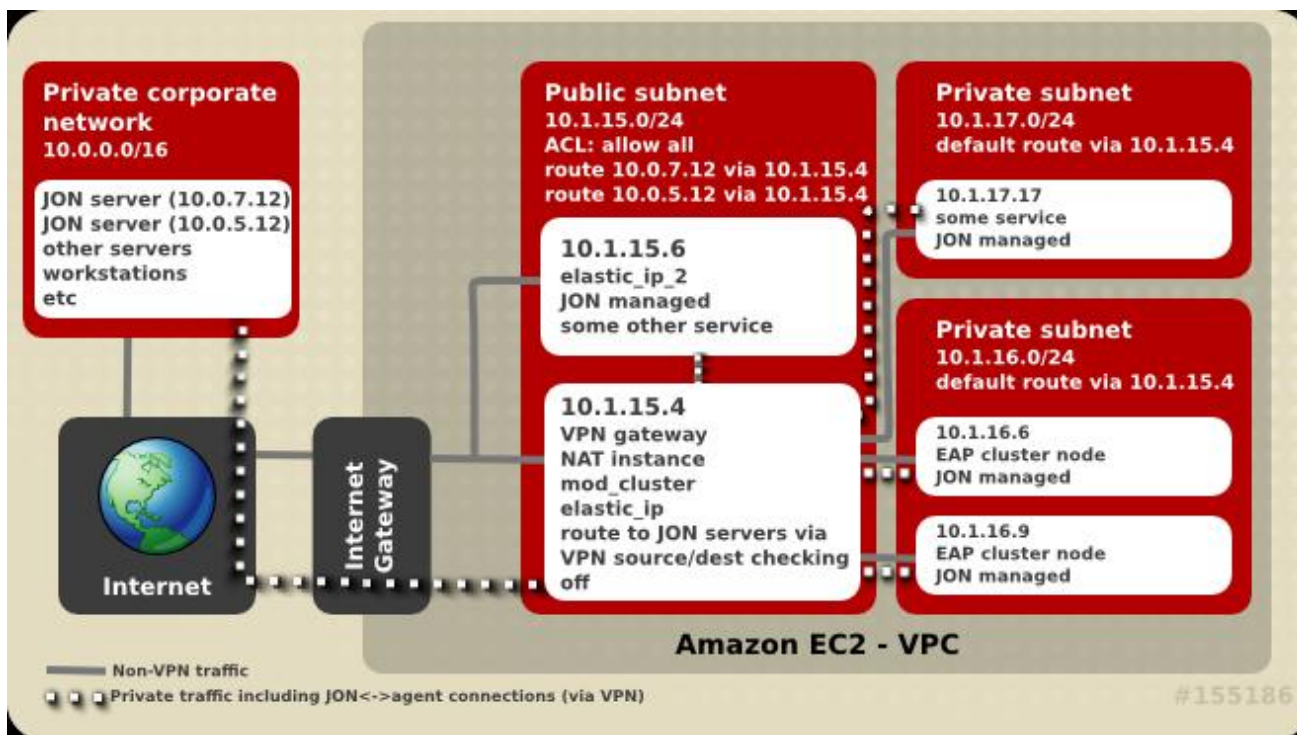 Private corporate
network
10.0.0.0/16
JON server (10.0.7.12)
JON server (10.0.5.12)
other servers
workstations
etc
Internet
Internet
Gateway
Public subnet
10.1.15.0/24
ACL: allow all
route 10.0.7.12 via 10.1.15.4
route 10.0.5.12 via 10.1.15.4
10.1.15.6
elastic_ip_2
JON managed
some other service
10.1.15.4
VPN gateway
NAT instance
mod_cluster
elastic_ip
route to JON servers via
VPN source/dest checking
off
Private subnet
10.1.17.0/24
default route via 10.1.15.4
10.1.17.17
some service
JON managed
Private subnet
10.1.16.0/24
default route via 10.1.15.4
10.1.16.6
EAP cluster node
JON managed
10.1.16.9
EAP cluster node
JON managed
Amazon EC2 - VPC
Non-VPN traffic
Private traffic including JON<->agent connections (via VPN)
#155186